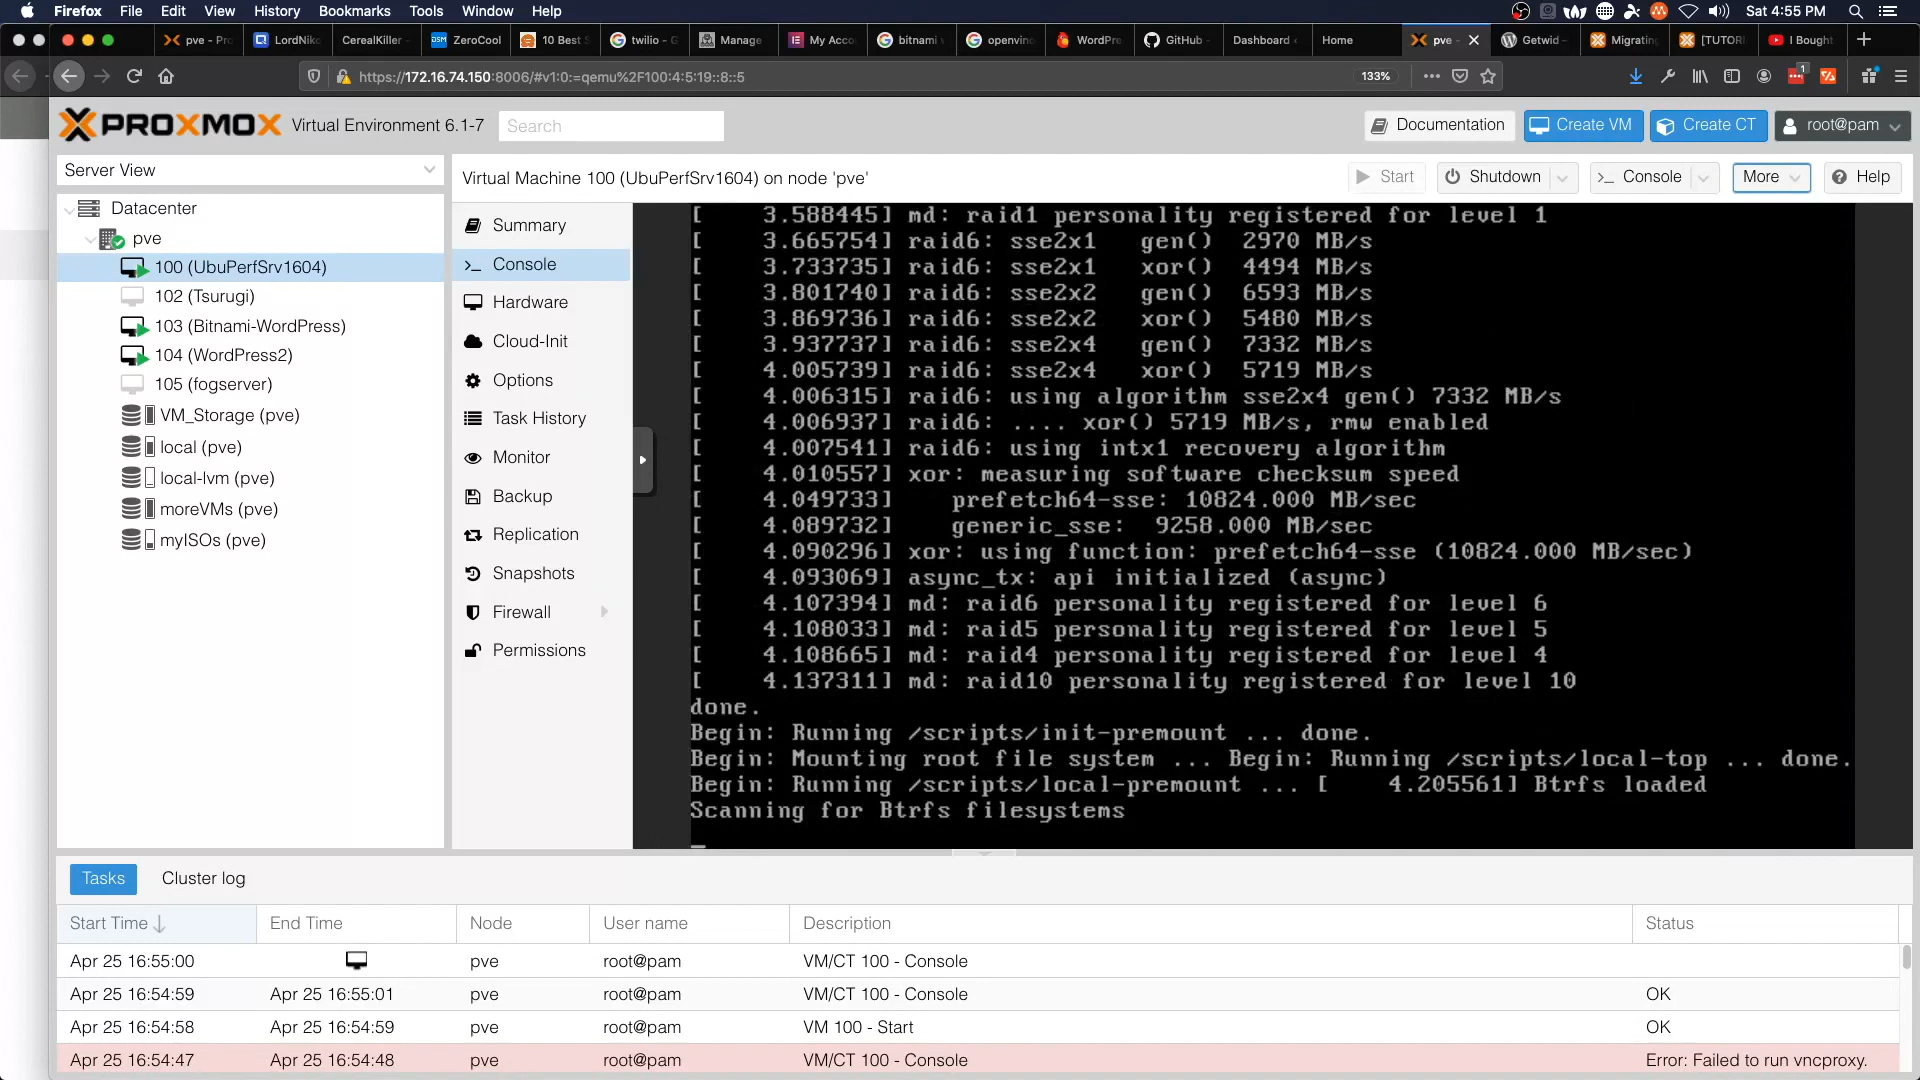 Firefox File Edit View History Bookmarks Tools Window Help Sat 4:55 PM
pve - Pro LordNik CerealKiller DSM ZeroCool 10 Best S twilio - G Manage My Acco bitnami openvin WordPre GitHub Dashboard Home pve - Getwid - Migratin [TUTORI I Bought
https://172.16.74.150:8006/#v1:0:=qemu%2F100:4:5:19::8::5 133% 1
PROXMOX Virtual Environment 6.1-7 Search Documentation Create VM Create CT root@pam
Server View
Virtual Machine 100 (UbuPerfSrv1604) on node 'pve' Start Shutdown Console More Help
Datacenter
pve
100 (UbuPerfSrv1604)
102 (Tsurugi)
103 (Bitnami-WordPress)
104 (WordPress2)
105 (fogserver)
VM_Storage (pve)
local (pve)
local-lvm (pve)
moreVMs (pve)
myISOs (pve)
Summary
Console
Hardware
Cloud-Init
Options
Task History
Monitor
Backup
Replication
Snapshots
Firewall
Permissions
[    3.588445] md: raid1 personality registered for level 1
[    3.665754] raid6: sse2x1   gen()  2970 MB/s
[    3.733735] raid6: sse2x1   xor()  4494 MB/s
[    3.801740] raid6: sse2x2   gen()  6593 MB/s
[    3.869736] raid6: sse2x2   xor()  5480 MB/s
[    3.937737] raid6: sse2x4   gen()  7332 MB/s
[    4.005739] raid6: sse2x4   xor()  5719 MB/s
[    4.006315] raid6: using algorithm sse2x4 gen() 7332 MB/s
[    4.006937] raid6: .... xor() 5719 MB/s, rmw enabled
[    4.007541] raid6: using intx1 recovery algorithm
[    4.010557] xor: measuring software checksum speed
[    4.049733]    prefetch64-sse: 10824.000 MB/sec
[    4.089732]    generic_sse:  9258.000 MB/sec
[    4.090296] xor: using function: prefetch64-sse (10824.000 MB/sec)
[    4.093069] async_tx: api initialized (async)
[    4.107394] md: raid6 personality registered for level 6
[    4.108033] md: raid5 personality registered for level 5
[    4.108665] md: raid4 personality registered for level 4
[    4.137311] md: raid10 personality registered for level 10
done.
Begin: Running /scripts/init-premount ... done.
Begin: Mounting root file system ... Begin: Running /scripts/local-top ... done.
Begin: Running /scripts/local-premount ... [    4.205561] Btrfs loaded
Scanning for Btrfs filesystems
Tasks Cluster log
Start Time End Time Node User name Description Status
Apr 25 16:55:00 pve root@pam VM/CT 100 - Console
Apr 25 16:54:59 Apr 25 16:55:01 pve root@pam VM/CT 100 - Console OK
Apr 25 16:54:58 Apr 25 16:54:59 pve root@pam VM 100 - Start OK
Apr 25 16:54:47 Apr 25 16:54:48 pve root@pam VM/CT 100 - Console Error: Failed to run vncproxy.